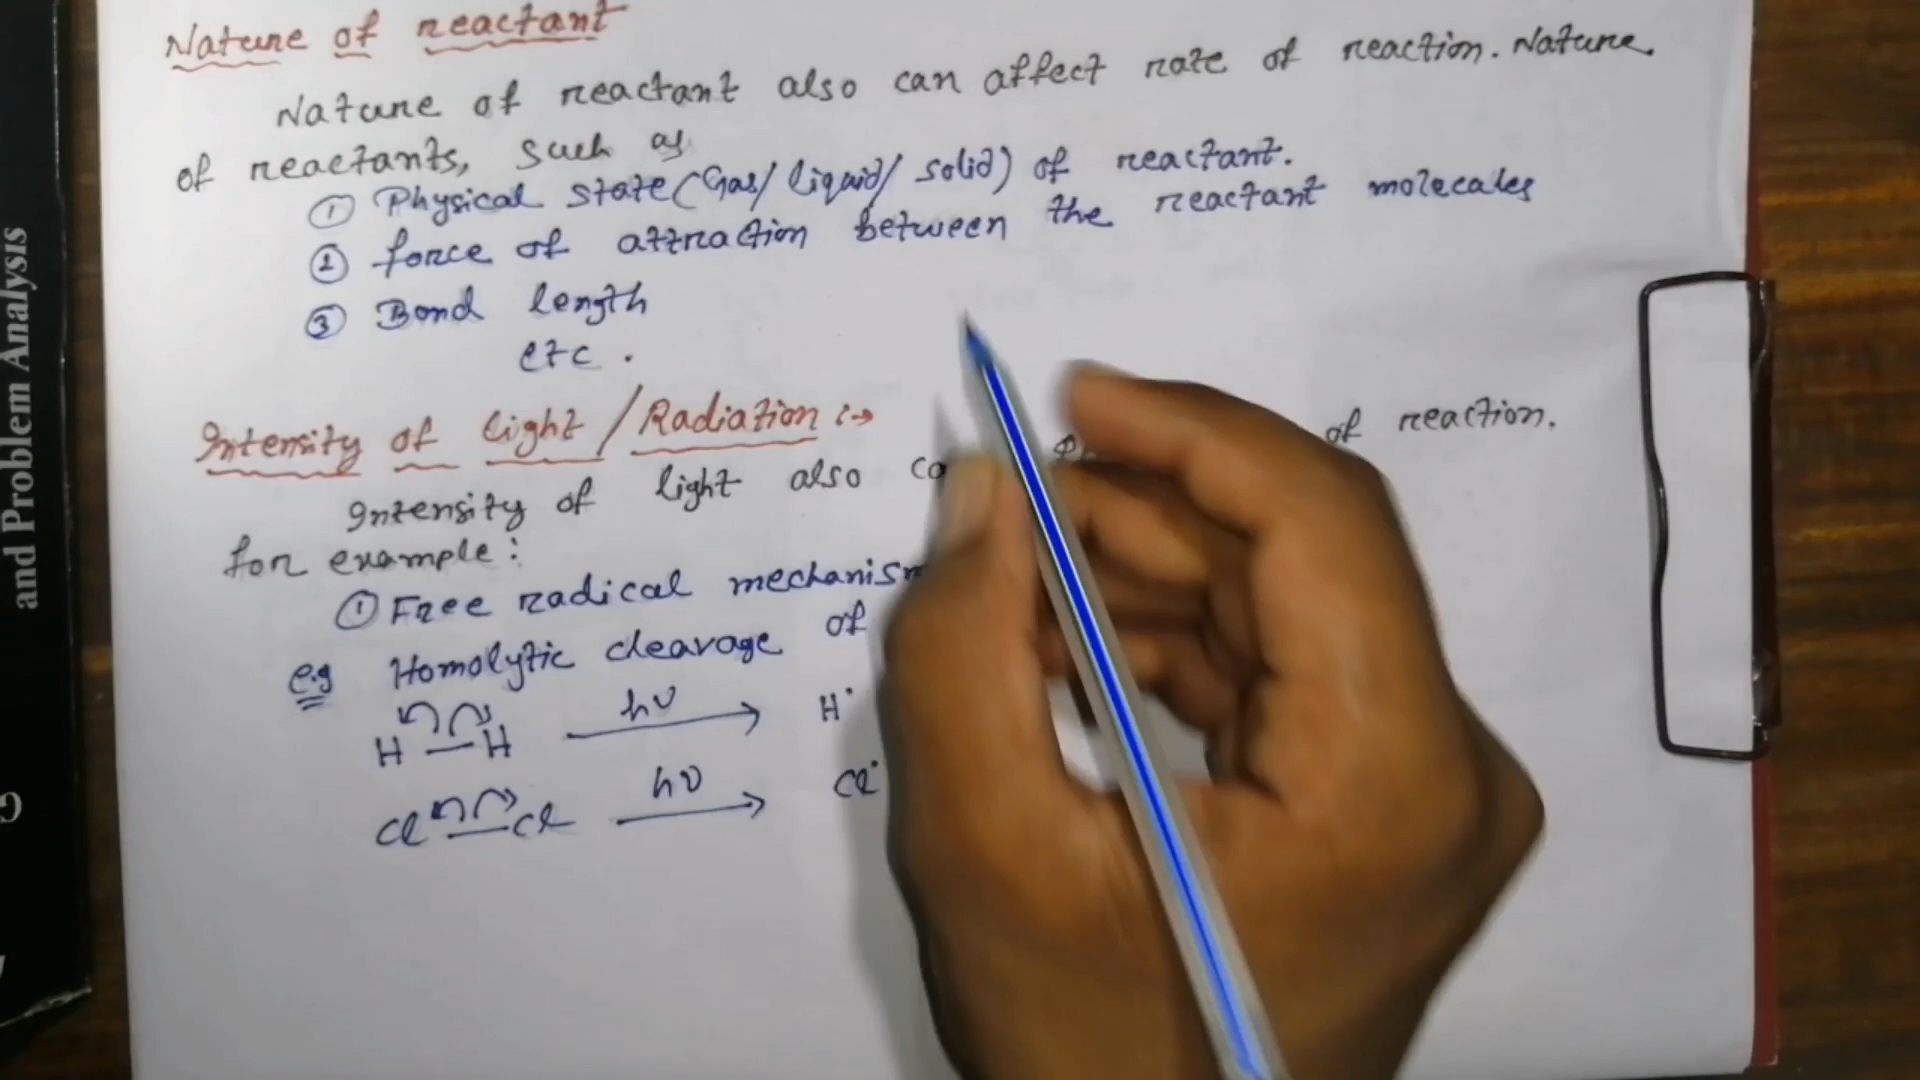 Nature of reactant
Nature of reactant also can affect rate of reaction. Nature
of reactants, such as
① Physical state (Gas/liquid/solid) of reactant.
② force of attraction between the reactant molecules
③ Bond length
etc.
Intensity of light/Radiation :→
Intensity of light also of reaction.
for example:
① Free radical mechanism
e.g Homolytic cleavage of
H—H hν → H•
Cl—Cl hν → Cl•
and Problem Analysis